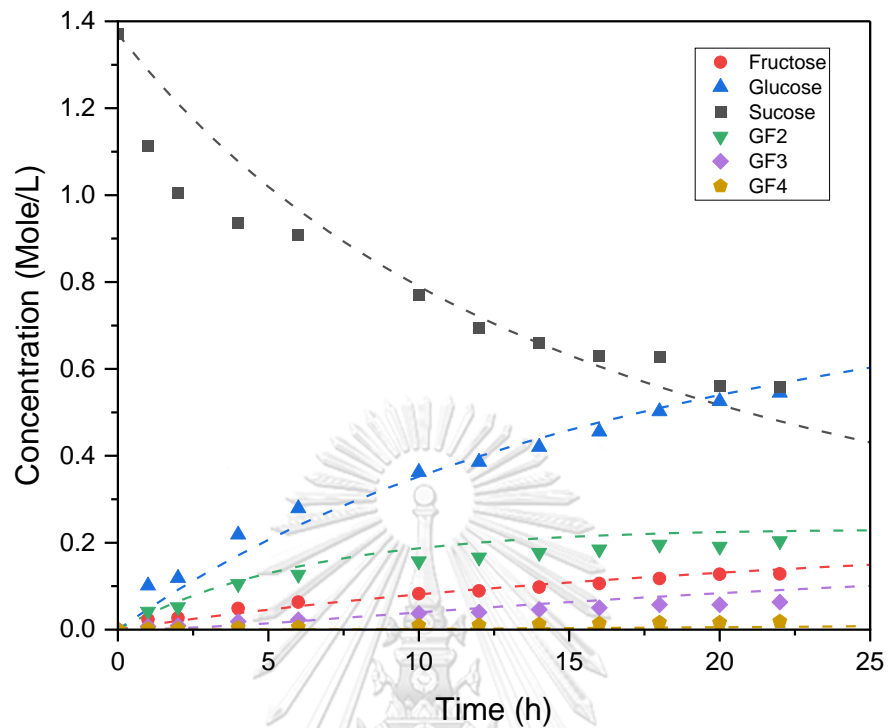 1.4
1.2
1.0
0.8
0.6
0.4
0.2
0.0
Concentration (Mole/L)
Fructose
Glucose
Sucose
GF2
GF3
GF4
0 5 10 15 20 25
Time (h)